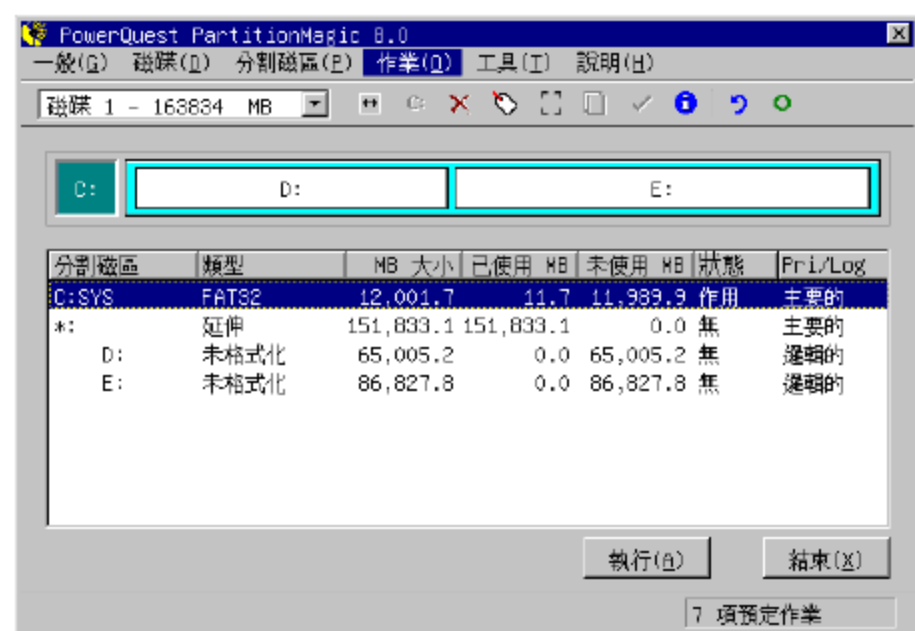 PowerQuest PartitionMagic 8.0
一般(G) 磁碟(D) 分割磁區(P) 作業(O) 工具(I) 說明(H)
磁碟 1 - 163834 MB
C: D: E:
分割磁區 類型 MB 大小 已使用 MB 未使用 MB 狀態 Pri/Log
C:SYS FAT32 12,001.7 11.7 11,989.9 作用 主要的
*: 延伸 151,833.1 151,833.1 0.0 無 主要的
D: 未格式化 65,005.2 0.0 65,005.2 無 邏輯的
E: 未格式化 86,827.8 0.0 86,827.8 無 邏輯的
執行(A) 結束(X)
7 項預定作業